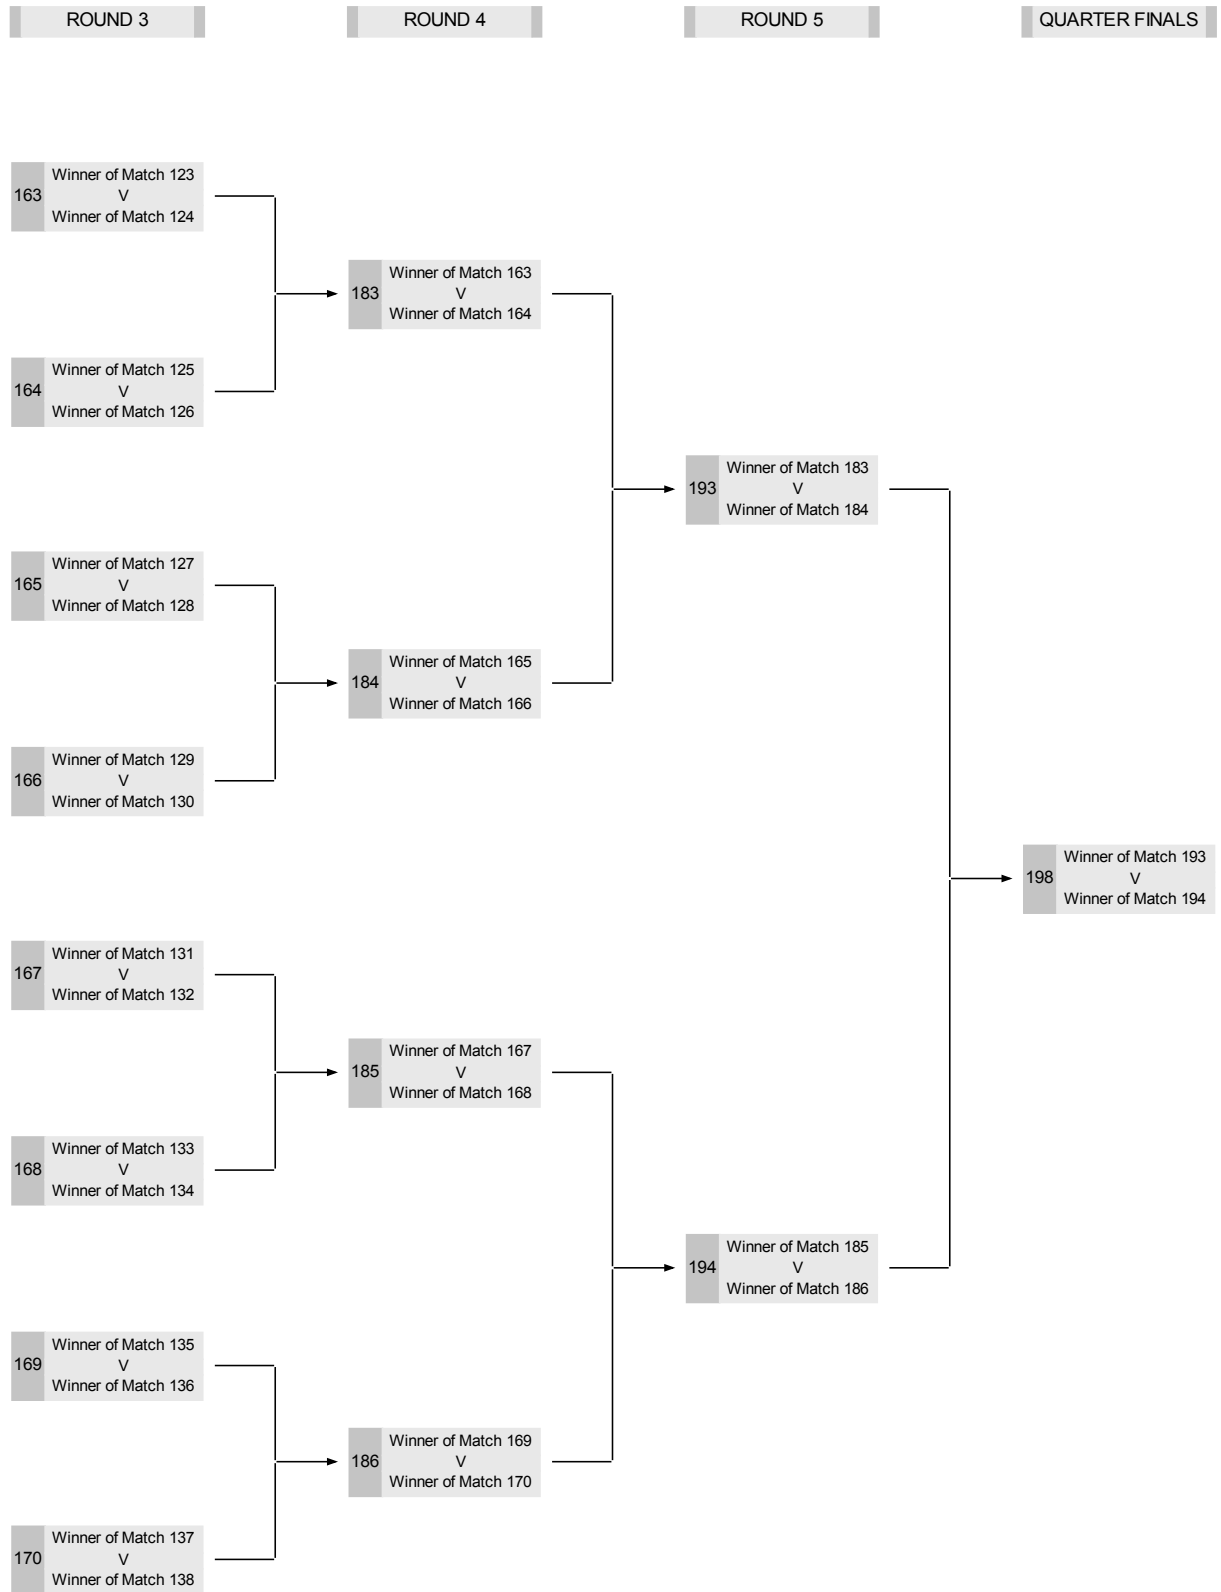 ROUND 3
ROUND 4
ROUND 5
QUARTER FINALS
163
Winner of Match 123
V
Winner of Match 124
164
Winner of Match 125
V
Winner of Match 126
165
Winner of Match 127
V
Winner of Match 128
166
Winner of Match 129
V
Winner of Match 130
167
Winner of Match 131
V
Winner of Match 132
168
Winner of Match 133
V
Winner of Match 134
169
Winner of Match 135
V
Winner of Match 136
170
Winner of Match 137
V
Winner of Match 138
183
Winner of Match 163
V
Winner of Match 164
184
Winner of Match 165
V
Winner of Match 166
185
Winner of Match 167
V
Winner of Match 168
186
Winner of Match 169
V
Winner of Match 170
193
Winner of Match 183
V
Winner of Match 184
194
Winner of Match 185
V
Winner of Match 186
198
Winner of Match 193
V
Winner of Match 194